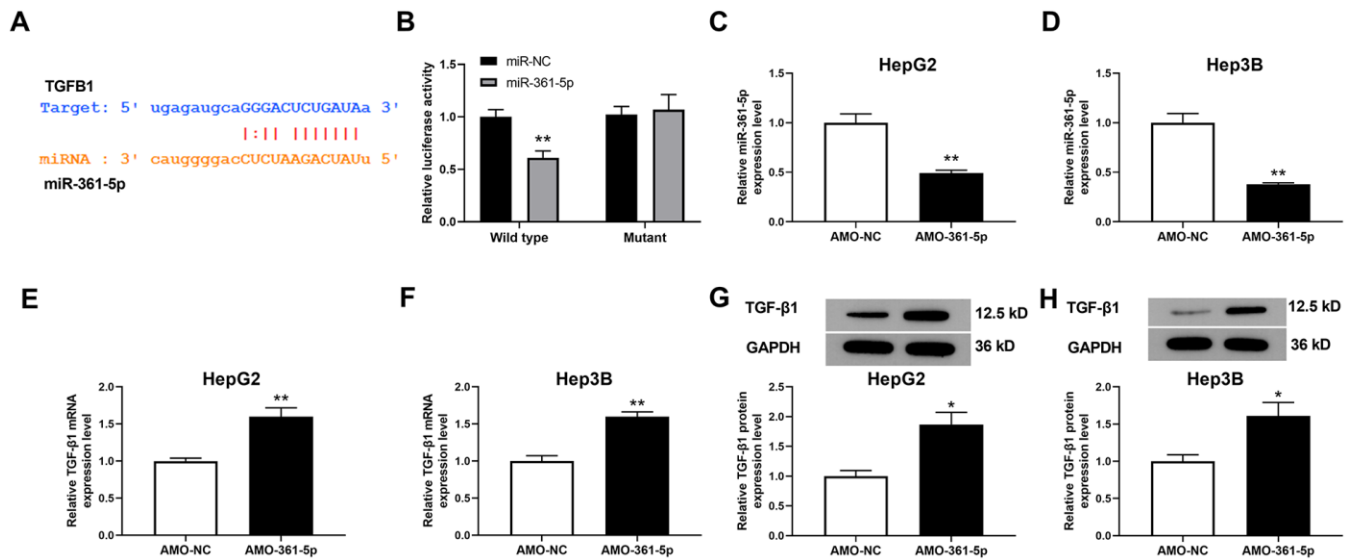 A
TGFB1
Target: 5' ugagaugcaGGGACUCUGAUAa 3'
|:|| |||||||
miRNA : 3' cauggggacCUCUAAGACUAUu 5'
miR-361-5p
B
miR-NC
miR-361-5p
Relative luciferase activity
1.5
1.0
0.5
0.0
**
Wild type
Mutant
C
HepG2
Relative miR-361-5p
expression level
1.5
1.0
0.5
0.0
**
AMO-NC
AMO-361-5p
D
Hep3B
Relative miR-361-5p
expression level
1.5
1.0
0.5
0.0
**
AMO-NC
AMO-361-5p
E
HepG2
Relative TGF-β1 mRNA
expression level
2.0
1.5
1.0
0.5
0.0
**
AMO-NC
AMO-361-5p
F
Hep3B
Relative TGF-β1 mRNA
expression level
2.0
1.5
1.0
0.5
0.0
**
AMO-NC
AMO-361-5p
G
TGF-β1
12.5 kD
GAPDH
36 kD
HepG2
Relative TGF-β1 protein
expression level
2.5
2.0
1.5
1.0
0.5
0.0
*
AMO-NC
AMO-361-5p
H
TGF-β1
12.5 kD
GAPDH
36 kD
Hep3B
Relative TGF-β1 protein
expression level
2.0
1.5
1.0
0.5
0.0
*
AMO-NC
AMO-361-5p